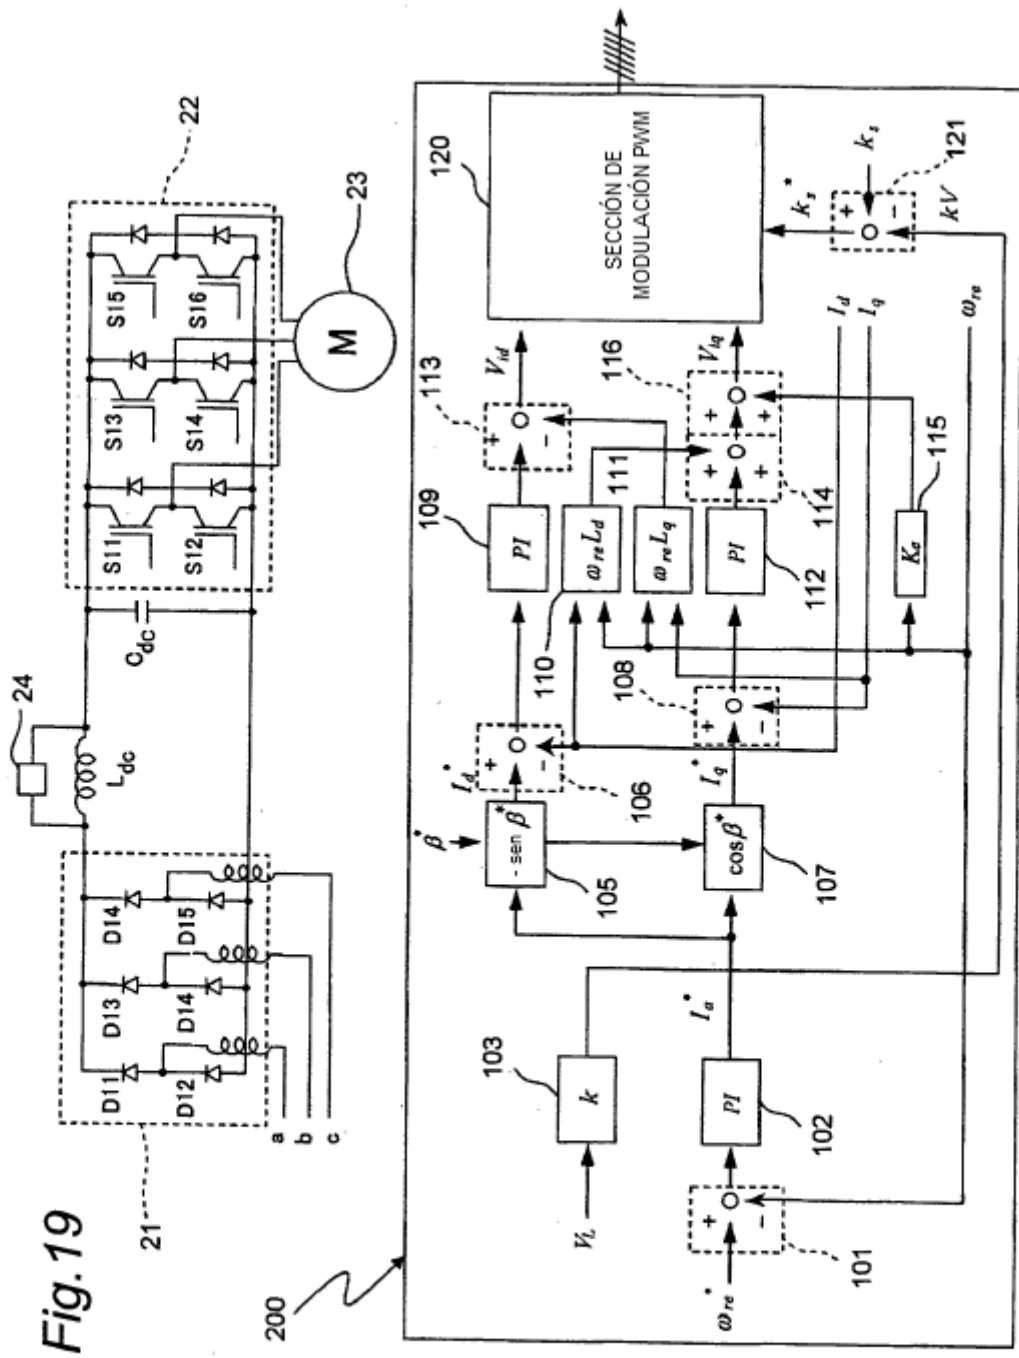 Fig.19
21
D11
D12
D13
D14
D14
D15
a
b
c
24
L_dc
C_dc
22
S11
S12
S13
S14
S15
S16
M
23
200
ω_re*
+
−
101
PI
102
V_L
k
103
I_a*
β*
- sen β*
105
cos β*
107
I_d*
+
−
106
I_q*
+
−
108
PI
109
ω_re L_d
110
ω_re L_q
111
PI
112
+
−
113
+
+
114
+
+
116
K_e
115
V_id
V_iq
SECCIÓN DE
MODULACIÓN PWM
120
k_s*
+
−
k_s
121
kV
I_d
I_q
ω_re